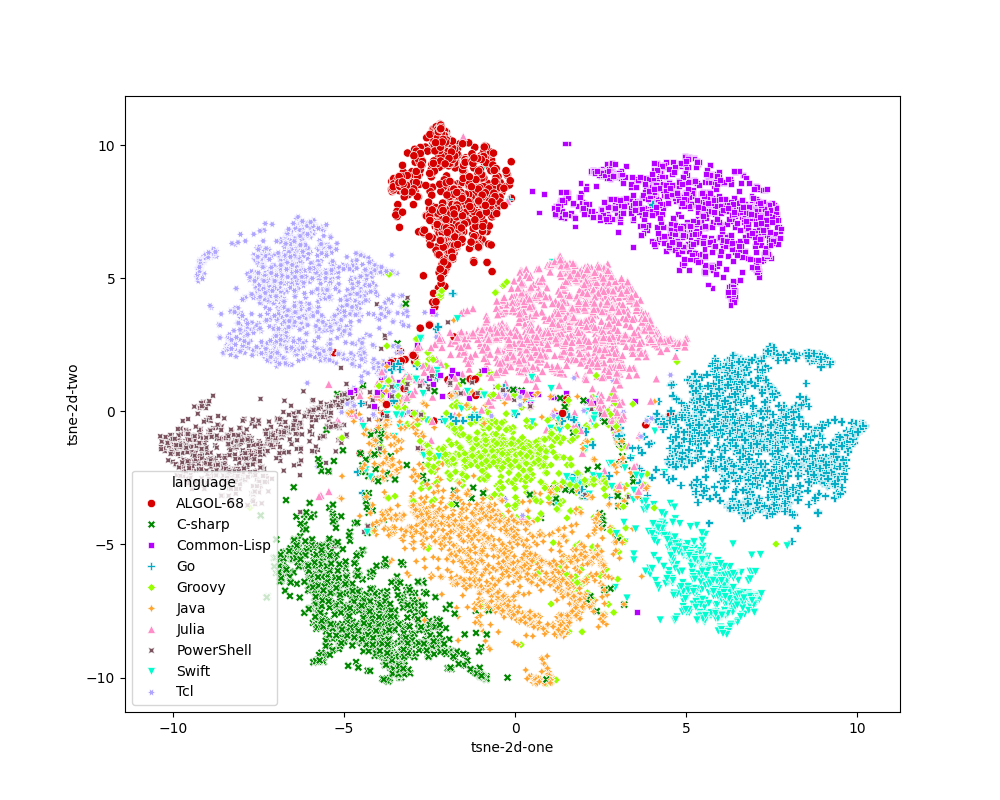 10
5
0
−5
−10
tsne-2d-two
language
ALGOL-68
C-sharp
Common-Lisp
Go
Groovy
Java
Julia
PowerShell
Swift
Tcl
−10
−5
0
5
10
tsne-2d-one